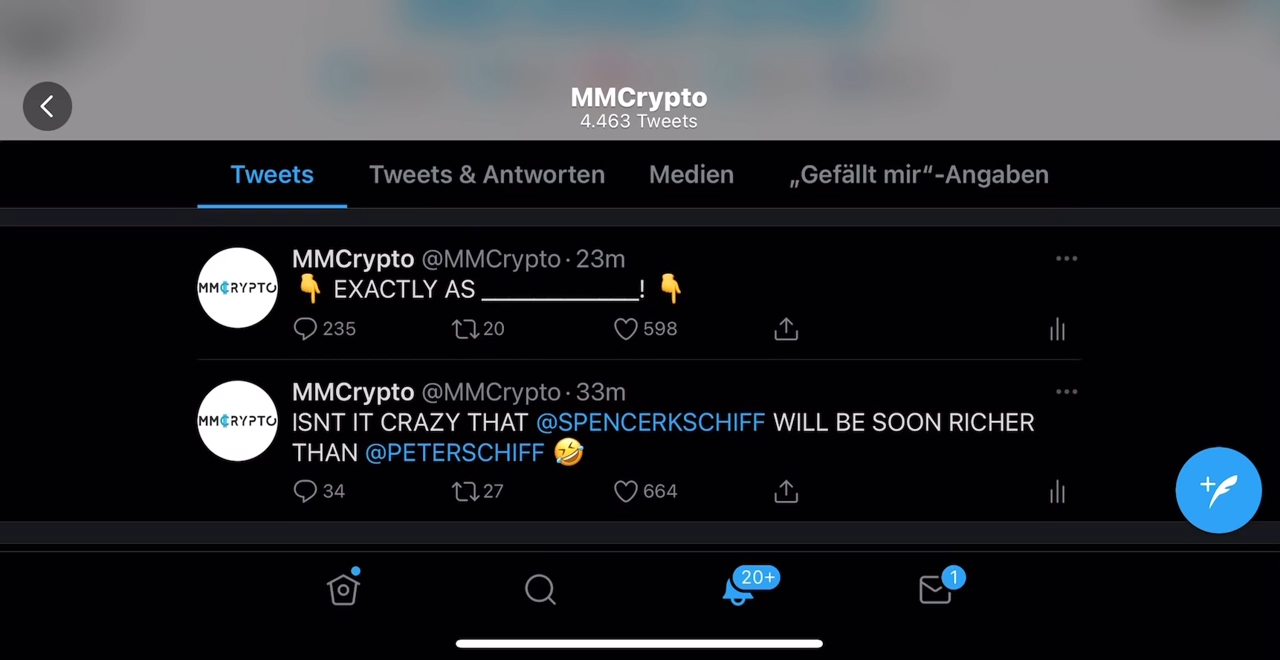 MMCrypto
4.463 Tweets
Tweets Tweets & Antworten Medien „Gefällt mir“-Angaben
MMCrypto @MMCrypto · 23m
👇 EXACTLY AS ____________! 👇
235 20 598
MMCRYPTO
MMCrypto @MMCrypto · 33m
ISNT IT CRAZY THAT @SPENCERKSCHIFF WILL BE SOON RICHER
THAN @PETERSCHIFF 🤣
34 27 664
MMCRYPTO
20+ 1